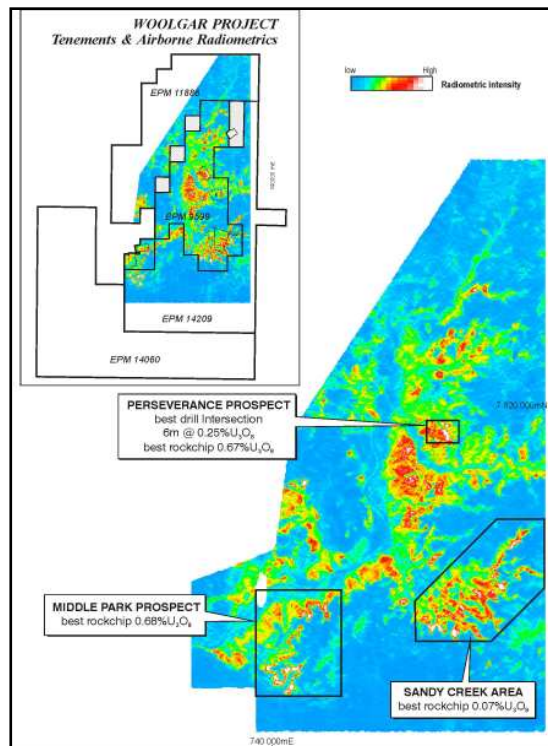 WOOLGAR PROJECT
Tenements & Airborne Radiometrics
low High
Radiometric Intensity
EPM 11886
EPM 9599
EPM 14209
EPM 14060
7 820 000mN
PERSEVERANCE PROSPECT
best drill Intersection
6m @ 0.25%U₃O₈
best rockchip 0.67%U₃O₈
MIDDLE PARK PROSPECT
best rockchip 0.68%U₃O₈
SANDY CREEK AREA
best rockchip 0.07%U₃O₈
740 000mE